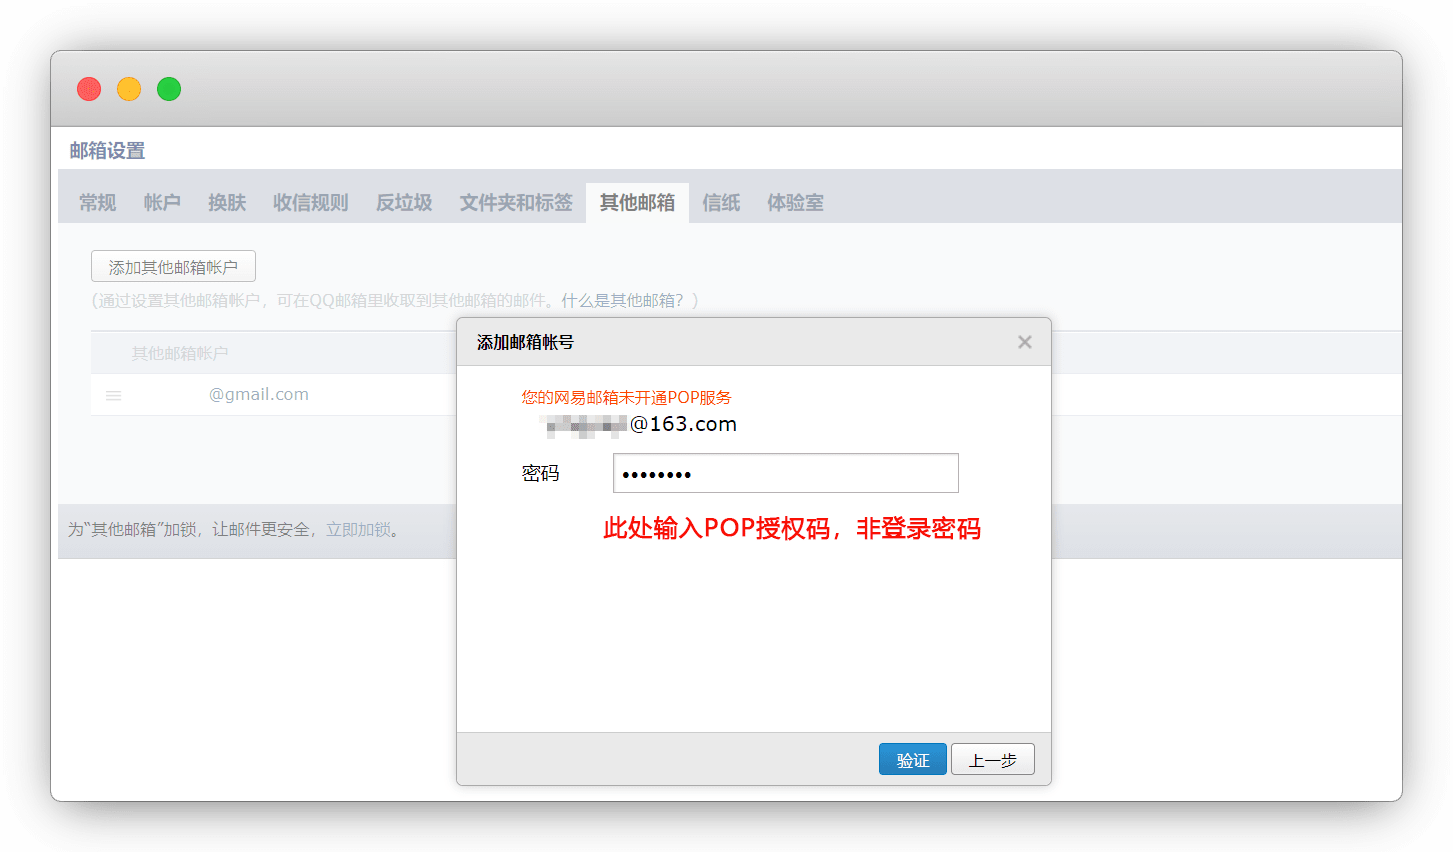 邮箱设置
常规 帐户 换肤 收信规则 反垃圾 文件夹和标签 其他邮箱 信纸 体验室
添加其他邮箱帐户
(通过设置其他邮箱帐户，可在QQ邮箱里收取到其他邮箱的邮件。什么是其他邮箱？)
其他邮箱帐户
@gmail.com
为“其他邮箱”加锁，让邮件更安全，立即加锁。
添加邮箱帐号
您的网易邮箱未开通POP服务
@163.com
密码
此处输入POP授权码，非登录密码
验证 上一步